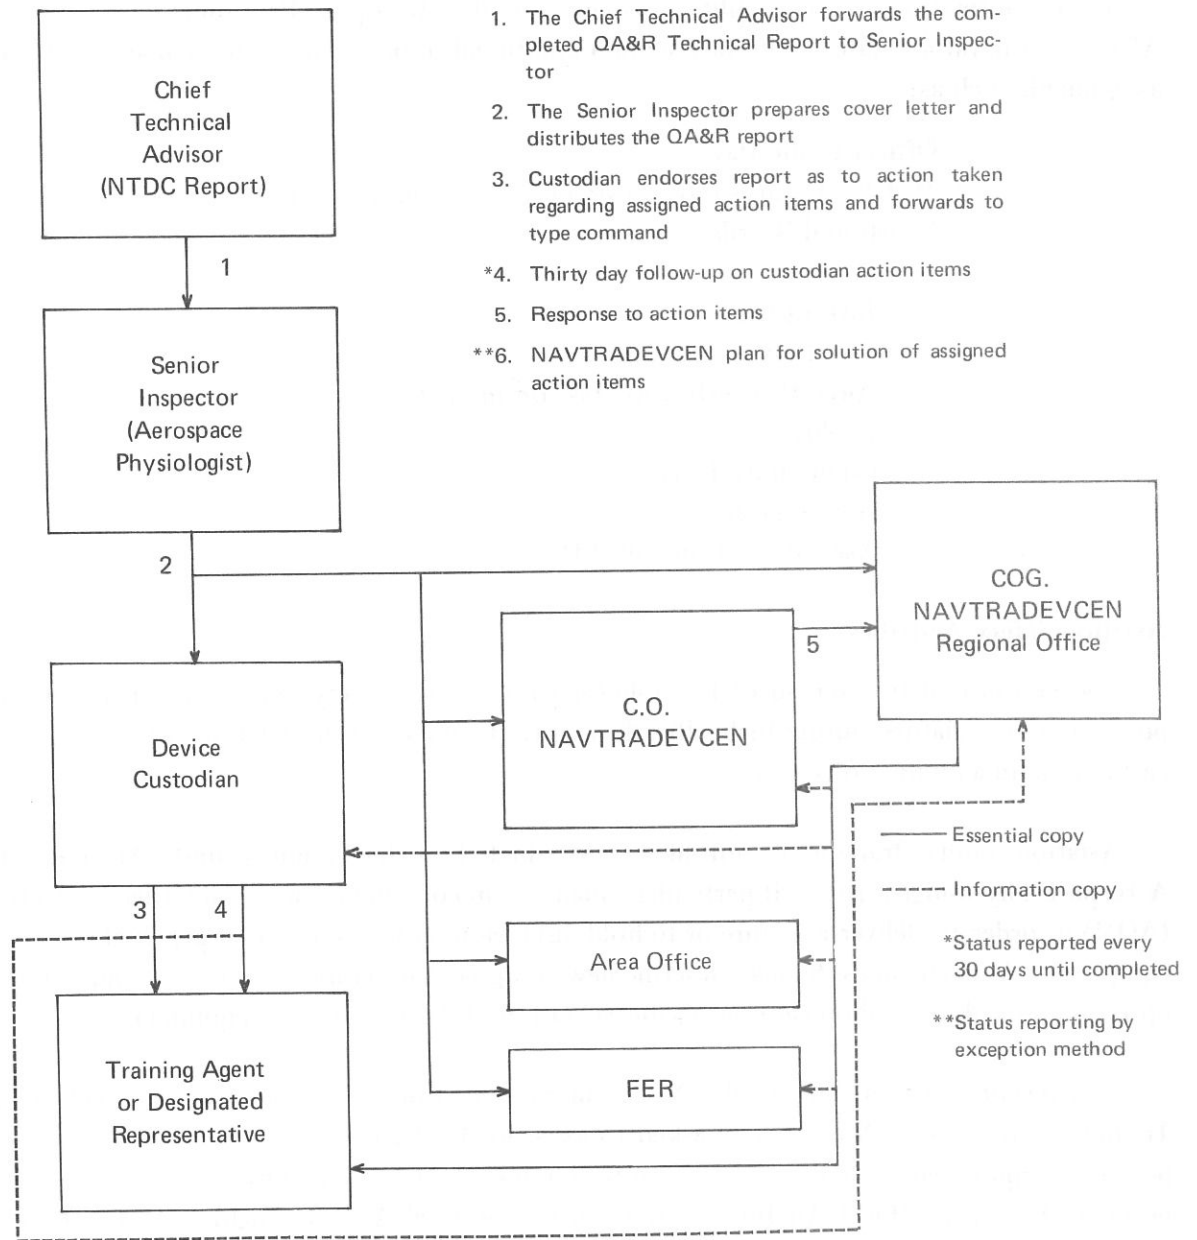 Chief
Technical
Advisor
(NTDC Report)
1. The Chief Technical Advisor forwards the com-
pleted QA&R Technical Report to Senior Inspec-
tor
2. The Senior Inspector prepares cover letter and
distributes the QA&R report
3. Custodian endorses report as to action taken
regarding assigned action items and forwards to
type command
*4. Thirty day follow-up on custodian action items
5. Response to action items
**6. NAVTRADEVCEN plan for solution of assigned
action items
1
Senior
Inspector
(Aerospace
Physiologist)
2
COG.
NAVTRADEVCEN
Regional Office
5
C.O.
NAVTRADEVCEN
Device
Custodian
Essential copy
Information copy
3 4
*Status reported every
30 days until completed
**Status reporting by
exception method
Area Office
FER
Training Agent
or Designated
Representative